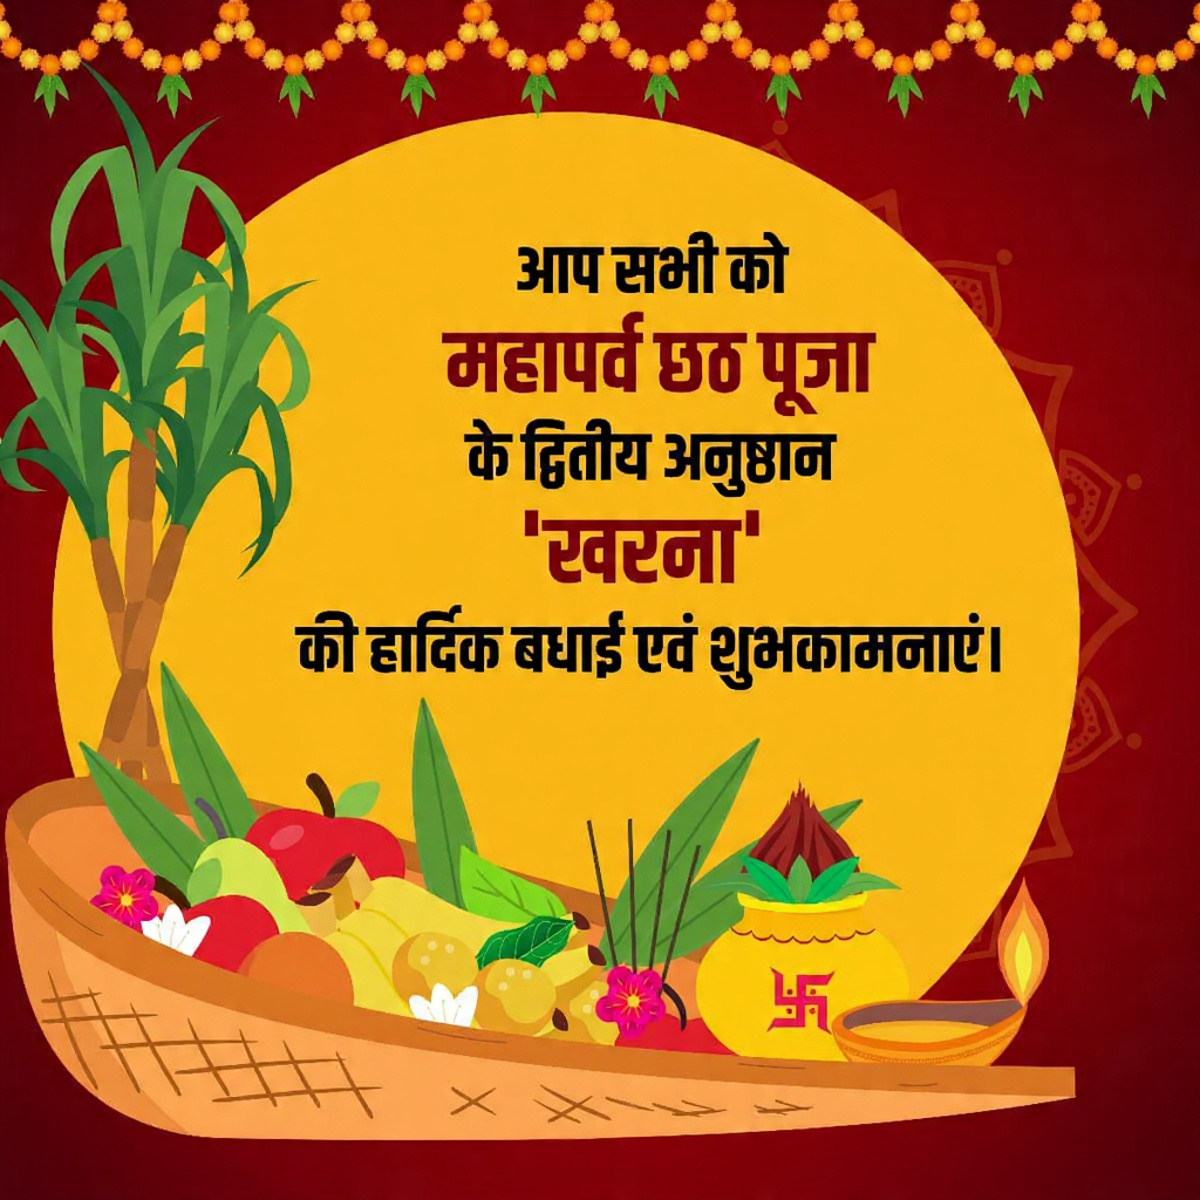 आप सभी को
महापर्व छठ पूजा
के द्वितीय अनुष्ठान
'खरना'
की हार्दिक बधाई एवं शुभकामनाएं।